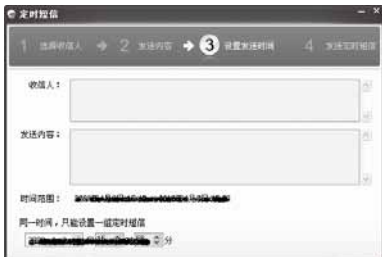 定时短信
1 选择收信人 2 发送内容 3 设置发送时间 4 发送定时短信
收信人：
发送内容：
时间范围：
同一时间，只能设置一组定时短信
分